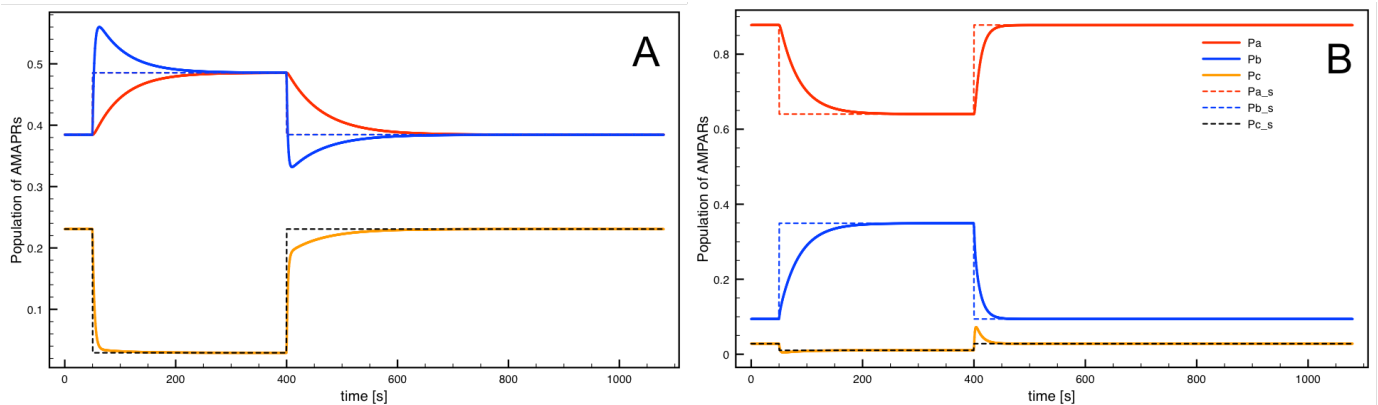 A
Population of AMAPRs
0.5
0.4
0.3
0.2
0.1
0
200
400
600
800
1000
time [s]
B
Population of AMPARs
0.8
0.6
0.4
0.2
0
Pa
Pb
Pc
Pa_s
Pb_s
Pc_s
0
200
400
600
800
1000
time [s]